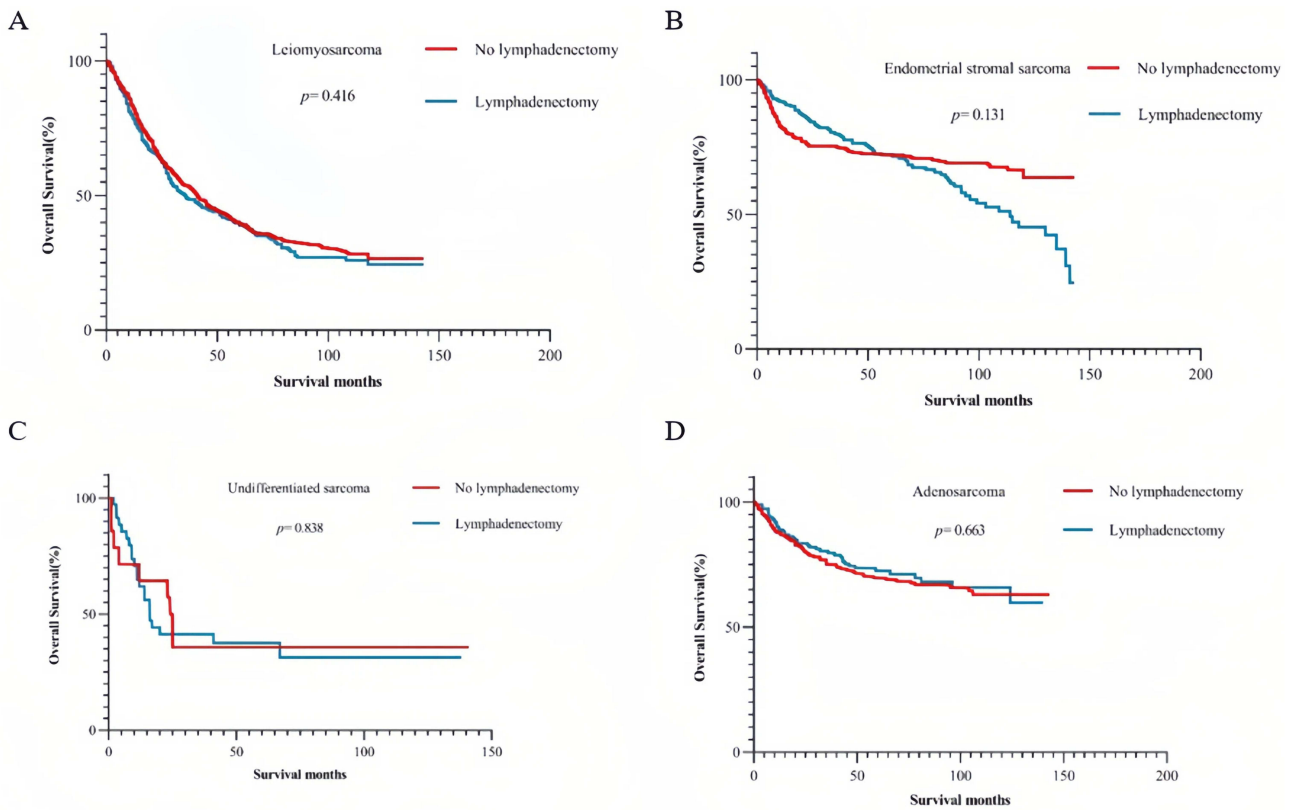 A
Leiomyosarcoma
No lymphadenectomy
p= 0.416
Lymphadenectomy
Overall Survival(%)
100
50
0
0 50 100 150 200
Survival months
B
Endometrial stromal sarcoma
No lymphadenectomy
p= 0.131
Lymphadenectomy
Overall Survival(%)
100
50
0
0 50 100 150 200
Survival months
C
Undifferentiated sarcoma
No lymphadenectomy
p= 0.838
Lymphadenectomy
Overall Survival(%)
100
50
0
0 50 100 150
Survival months
D
Adenosarcoma
No lymphadenectomy
p= 0.663
Lymphadenectomy
Overall Survival(%)
100
50
0
0 50 100 150 200
Survival months